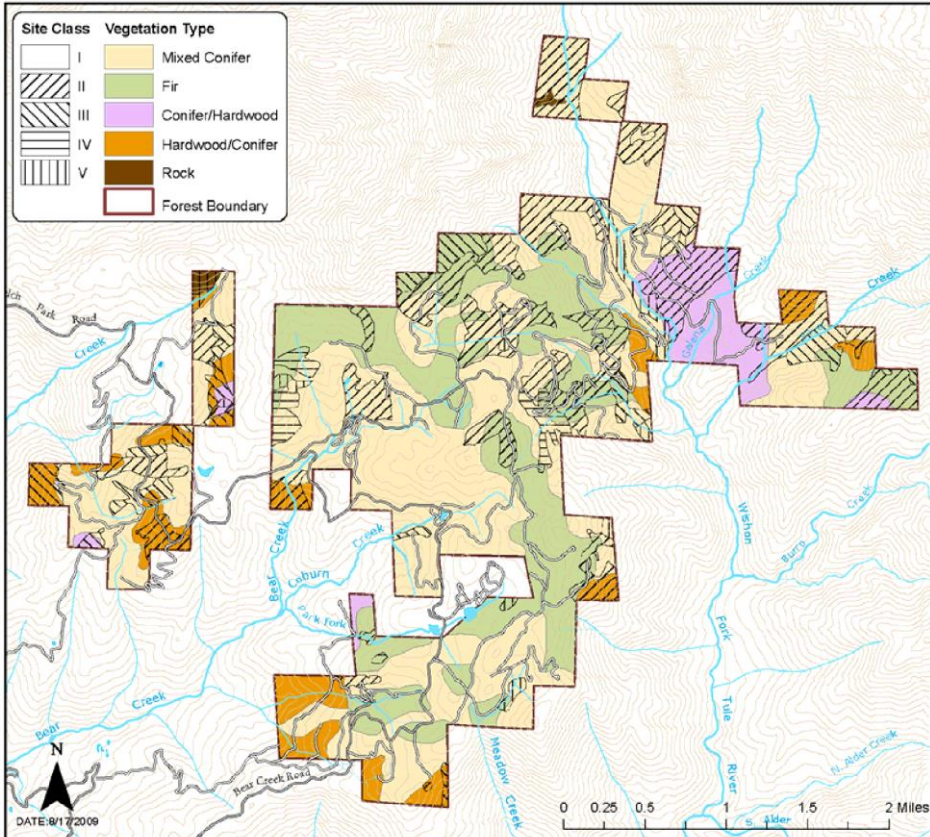 Site Class
Vegetation Type
I
Mixed Conifer
II
Fir
III
Conifer/Hardwood
IV
Hardwood/Conifer
V
Rock
Forest Boundary
Park Road
Creek
Creek
Creek
Galena
Wishon
Burro Creek
Fork
Tule
River
N. Alder Creek
S. Alder
Bear Creek
Coburn Creek
Park Fork
Bear Creek
Bear Creek Road
Meadow Creek
N
DATE:8/17/2009
0 0.25 0.5 1 1.5 2 Miles